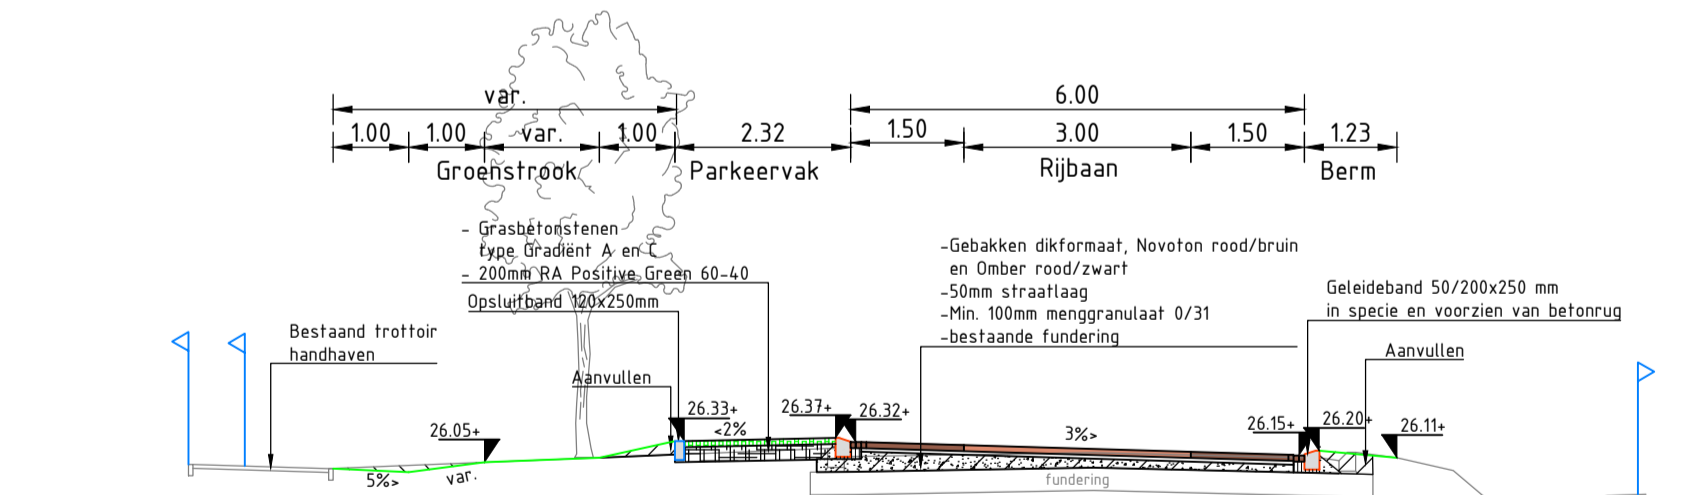 var.
6.00
1.00 1.00 var. 1.00 2.32 1.50 3.00 1.50 1.23
Groenstrook Parkeervak Rijbaan Berm
- Grasbetonstenen
type Gradiënt A en C
- 200mm RA Positive Green 60-40
Opsluitband 120x250mm
-Gebakken dikformaat, Novoton rood/bruin
en Omber rood/zwart
-50mm straatlaag
-Min. 100mm menggranulaat 0/31
-bestaande fundering
Geleideband 50/200x250 mm
in specie en voorzien van betonrug
Bestaand trottoir
handhaven
Aanvullen
Aanvullen
26.05+
26.33+
26.37+
26.32+
26.15+
26.20+
26.11+
<2%
3%>
5%>
var.
fundering